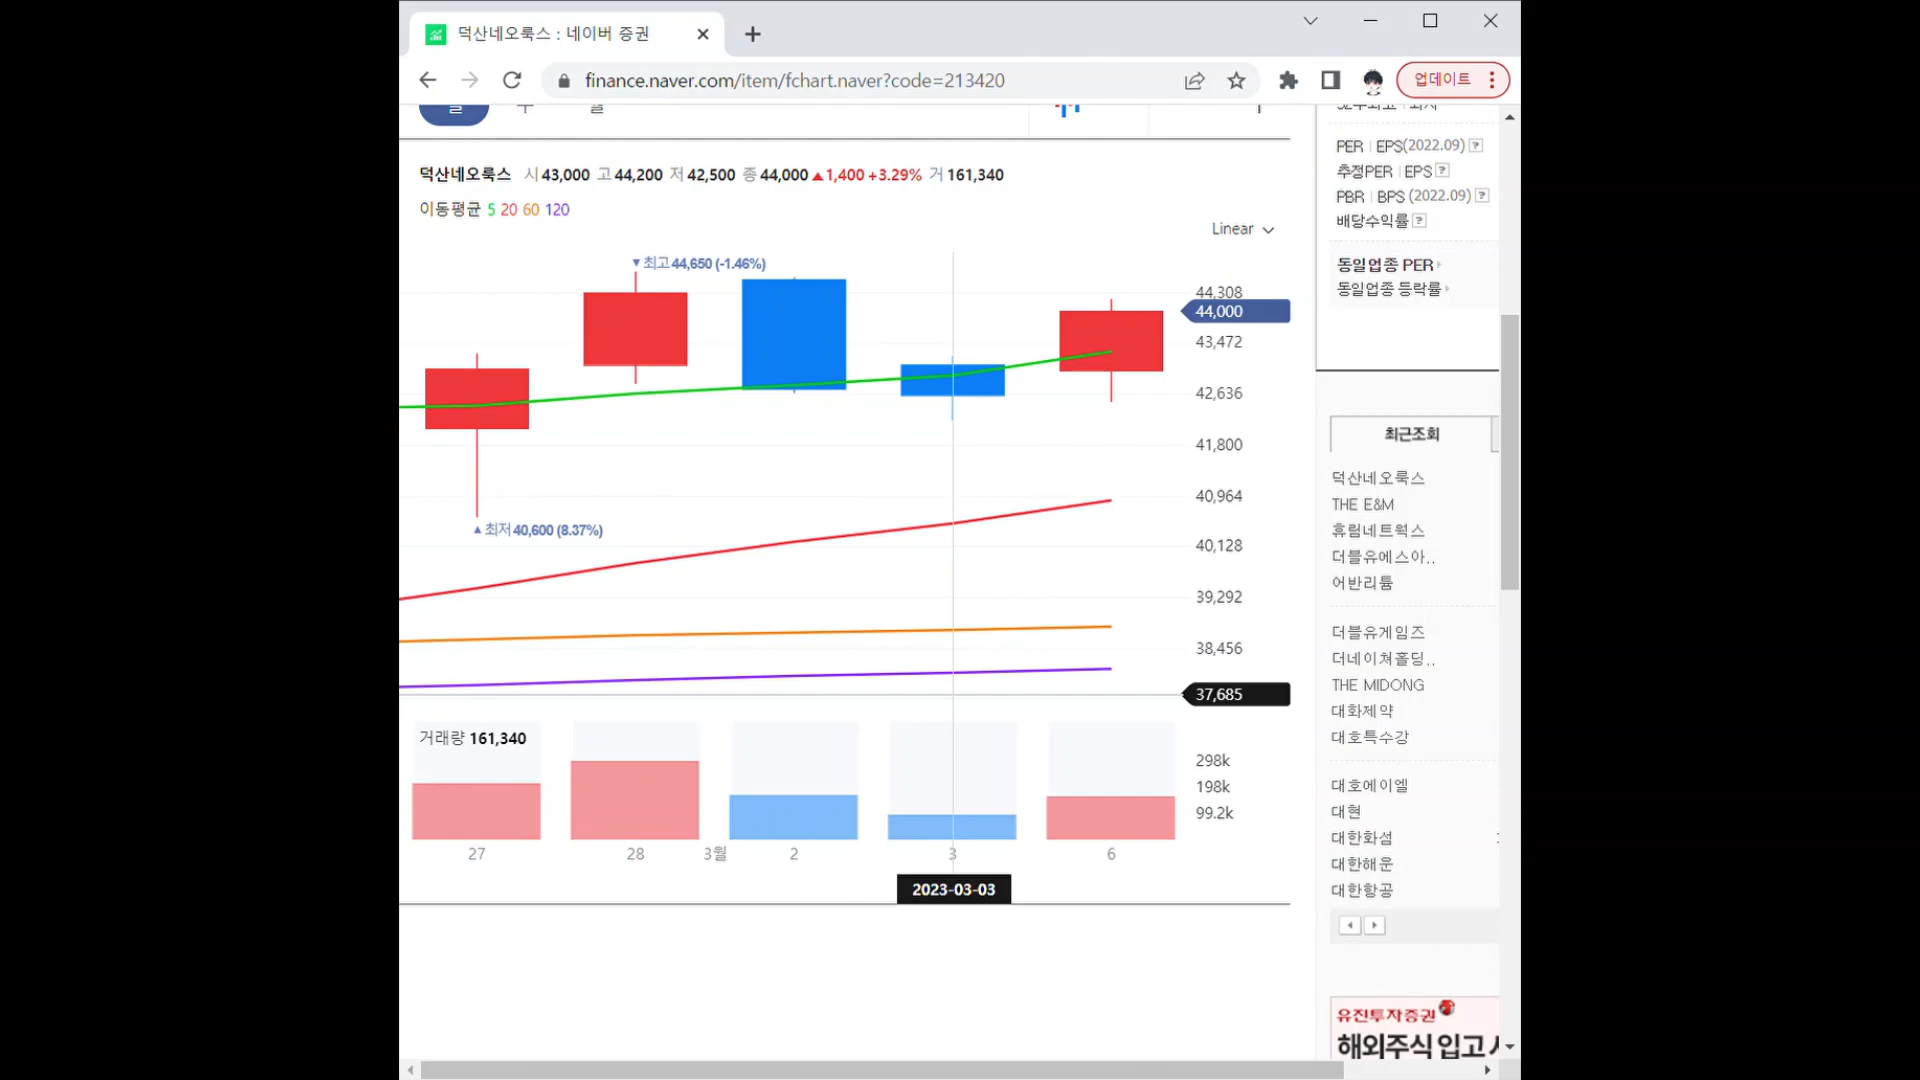 덕산네오룩스 : 네이버 증권
finance.naver.com/item/fchart.naver?code=213420
업데이트
덕산네오룩스 시 43,000 고 44,200 저 42,500 종 44,000 ▲1,400 +3.29% 거 161,340
이동평균 5 20 60 120
Linear
▼최고 44,650 (-1.46%)
▲최저 40,600 (8.37%)
44,308
44,000
43,472
42,636
41,800
40,964
40,128
39,292
38,456
37,685
거래량 161,340
298k
198k
99.2k
27 28 3월 2 3 6
2023-03-03
PER | EPS(2022.09) ?
추정PER | EPS ?
PBR | BPS (2022.09) ?
배당수익률 ?
동일업종 PER
동일업종 등락률
최근조회
덕산네오룩스
THE E&M
휴림네트웍스
더블유에스아..
어반리튬
더블유게임즈
더네이쳐홀딩..
THE MIDONG
대화제약
대호특수강
대호에이엘
대현
대한화섬
대한해운
대한항공
유진투자증권
해외주식 입고